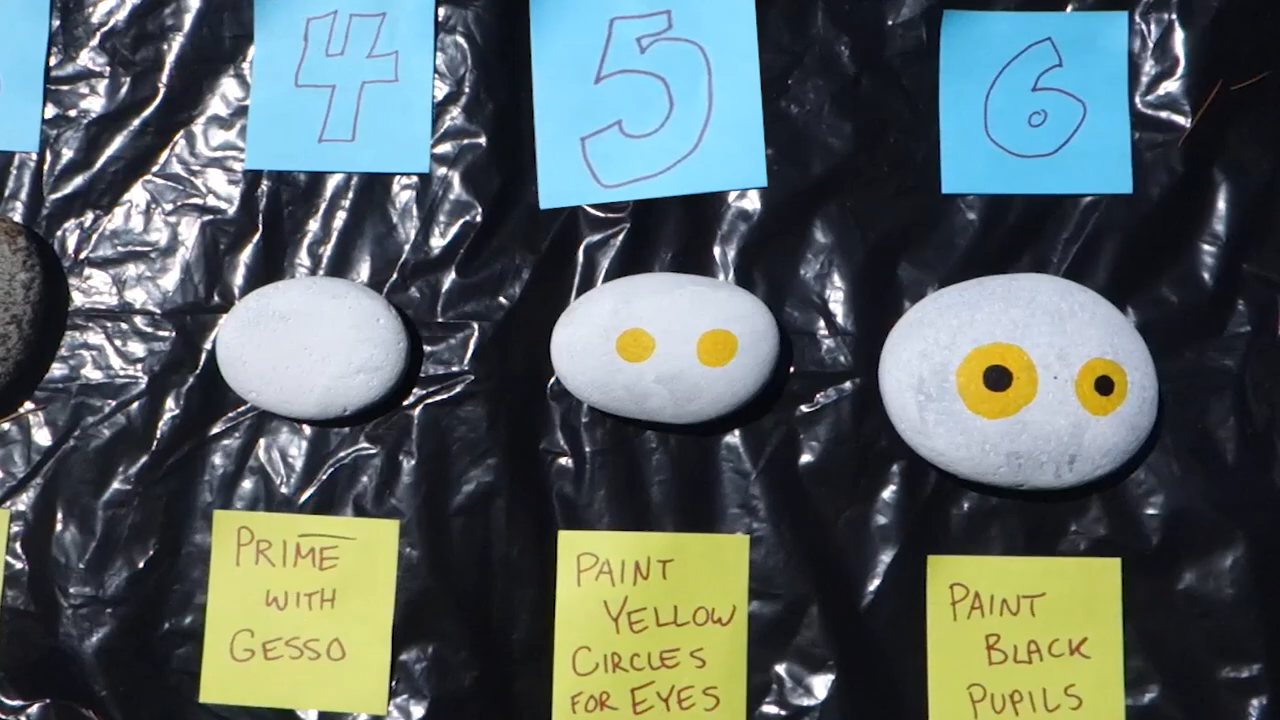 4
5
6
PRIME
WITH
GESSO
PAINT
YELLOW
CIRCLES
FOR EYES
PAINT
BLACK
PUPILS